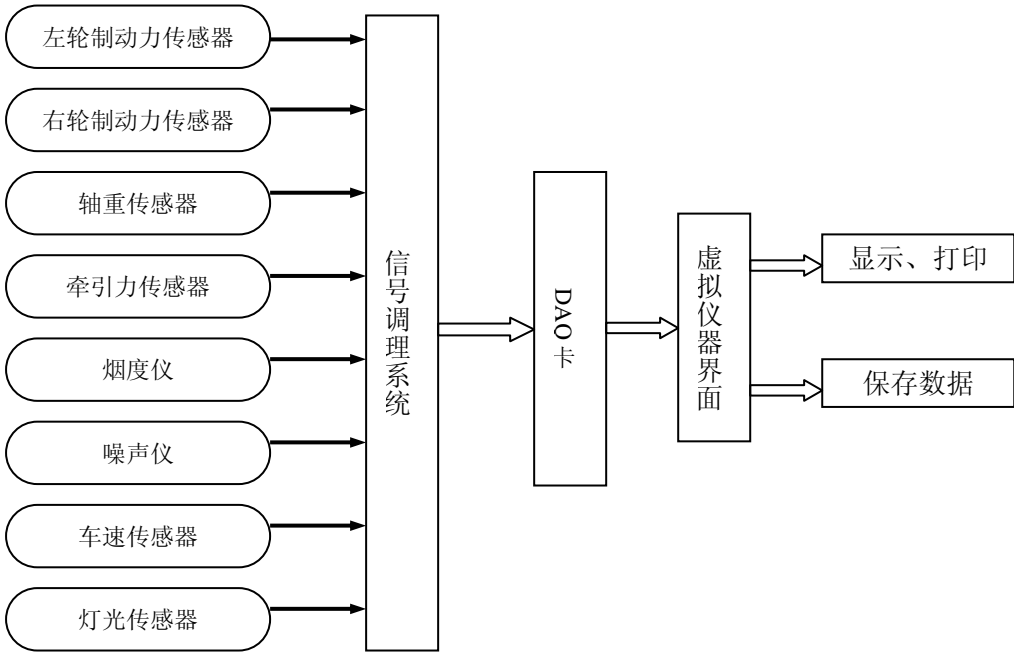 左轮制动力传感器
右轮制动力传感器
轴重传感器
牵引力传感器
烟度仪
噪声仪
车速传感器
灯光传感器
信号调理系统
DAQ卡
虚拟仪器界面
显示、打印
保存数据